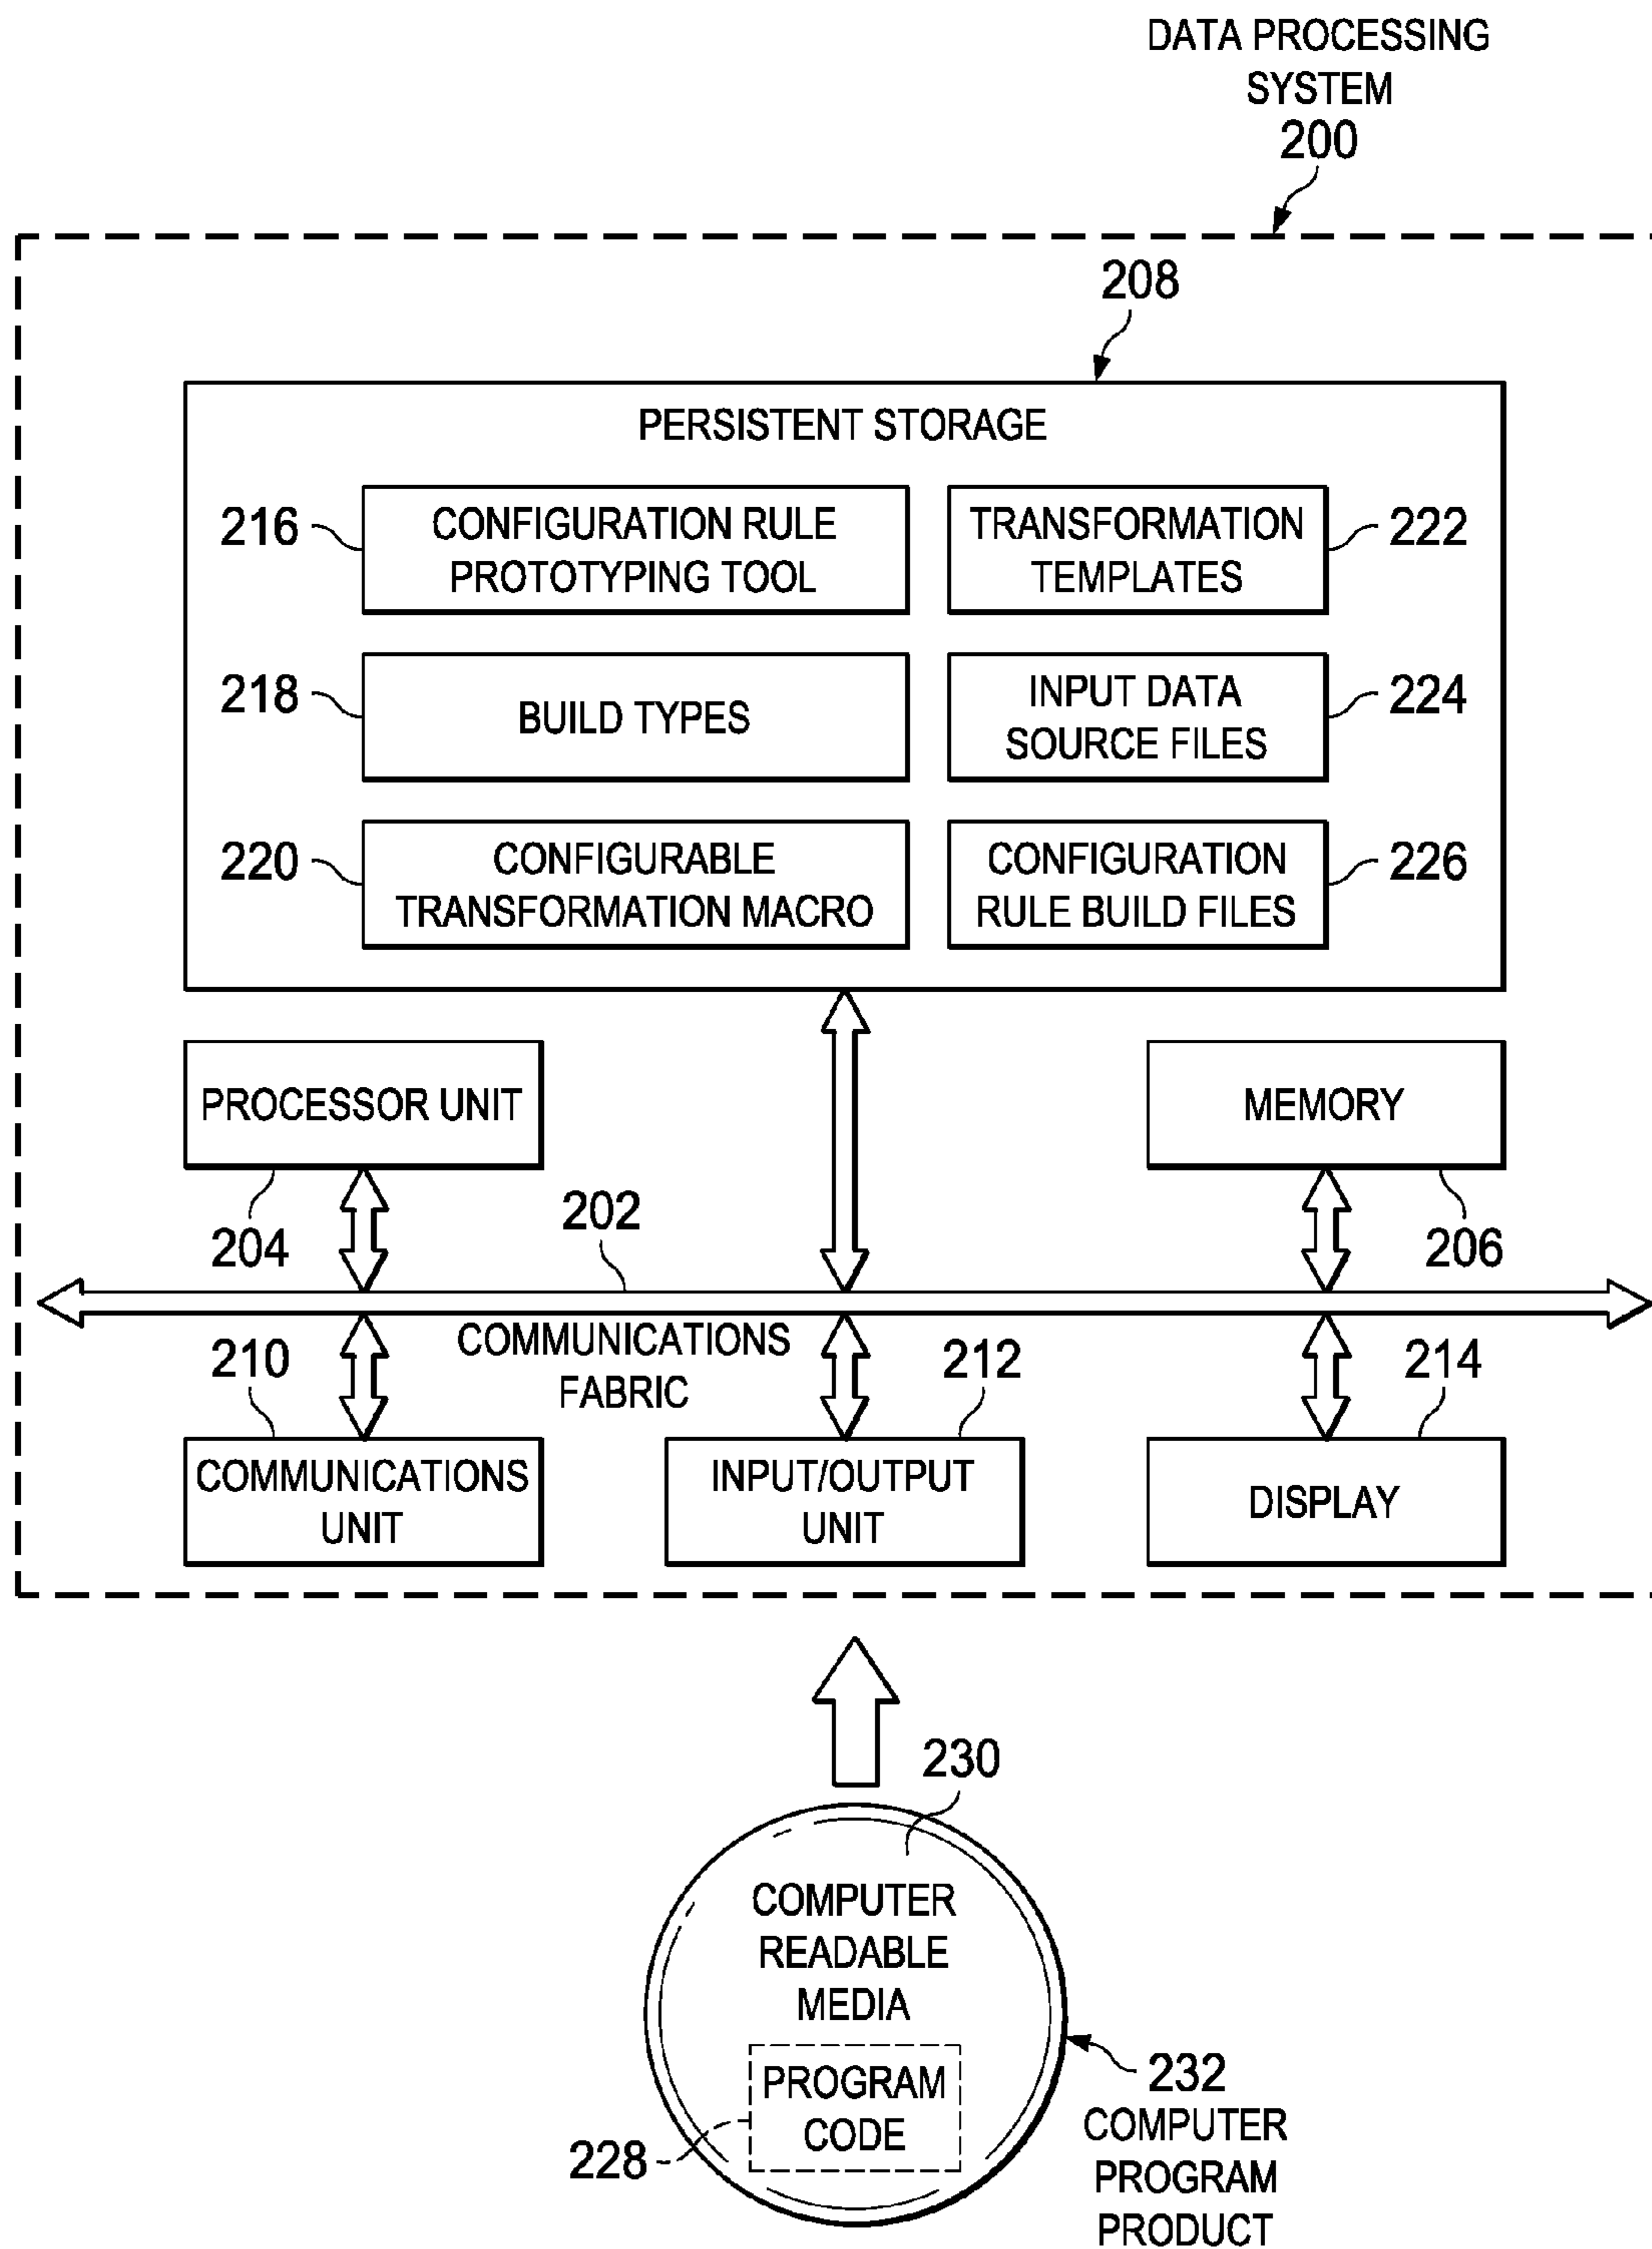 DATA PROCESSING
SYSTEM
200
208
PERSISTENT STORAGE
216
CONFIGURATION RULE
PROTOTYPING TOOL
TRANSFORMATION
TEMPLATES
222
218
BUILD TYPES
INPUT DATA
SOURCE FILES
224
220
CONFIGURABLE
TRANSFORMATION MACRO
CONFIGURATION
RULE BUILD FILES
226
PROCESSOR UNIT
MEMORY
204
202
206
COMMUNICATIONS
FABRIC
210
212
214
COMMUNICATIONS
UNIT
INPUT/OUTPUT
UNIT
DISPLAY
230
COMPUTER
READABLE
MEDIA
PROGRAM
CODE
228
232
COMPUTER
PROGRAM
PRODUCT